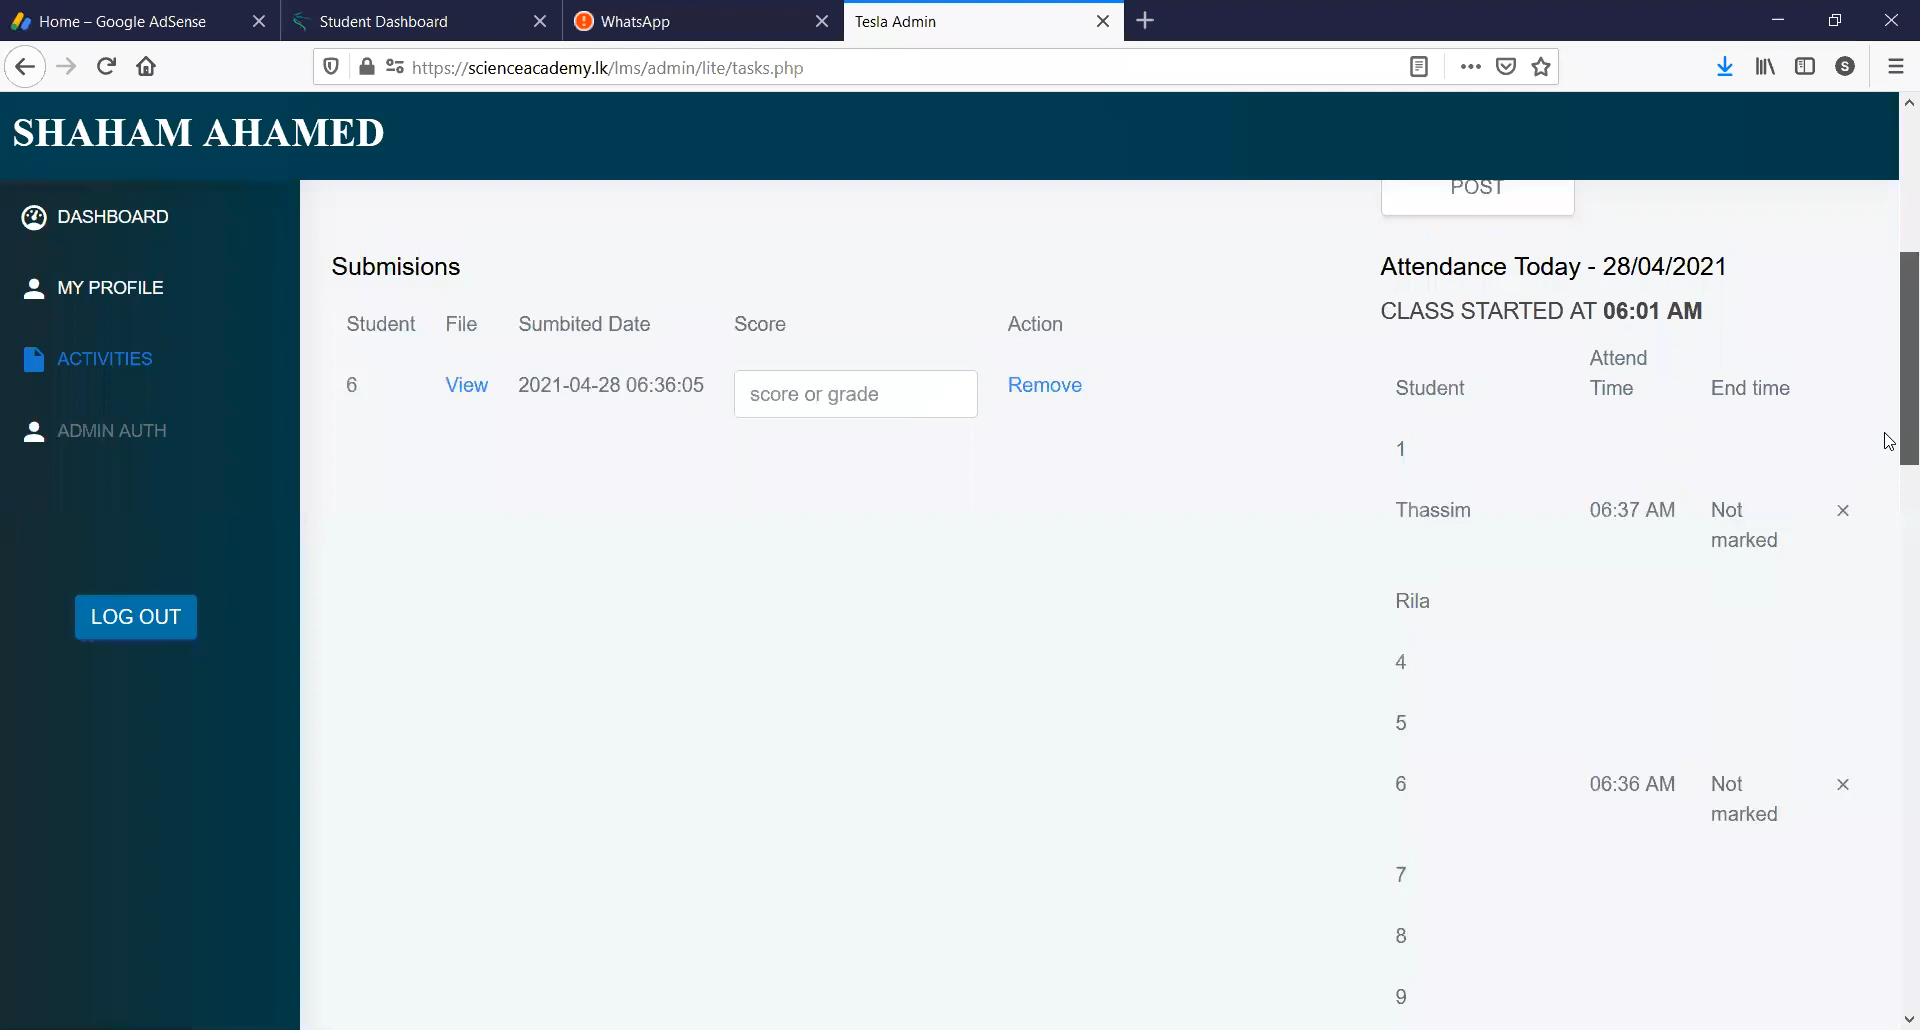 Home – Google AdSense
Student Dashboard
WhatsApp
Tesla Admin
https://scienceacademy.lk/lms/admin/lite/tasks.php
S
SHAHAM AHAMED
DASHBOARD
MY PROFILE
ACTIVITIES
ADMIN AUTH
LOG OUT
POST
Submisions
Student File Sumbited Date Score Action
6 View 2021-04-28 06:36:05 score or grade Remove
Attendance Today - 28/04/2021
CLASS STARTED AT 06:01 AM
Attend
Student Time End time
1
Thassim 06:37 AM Not
marked
Rila
4
5
6 06:36 AM Not
marked
7
8
9